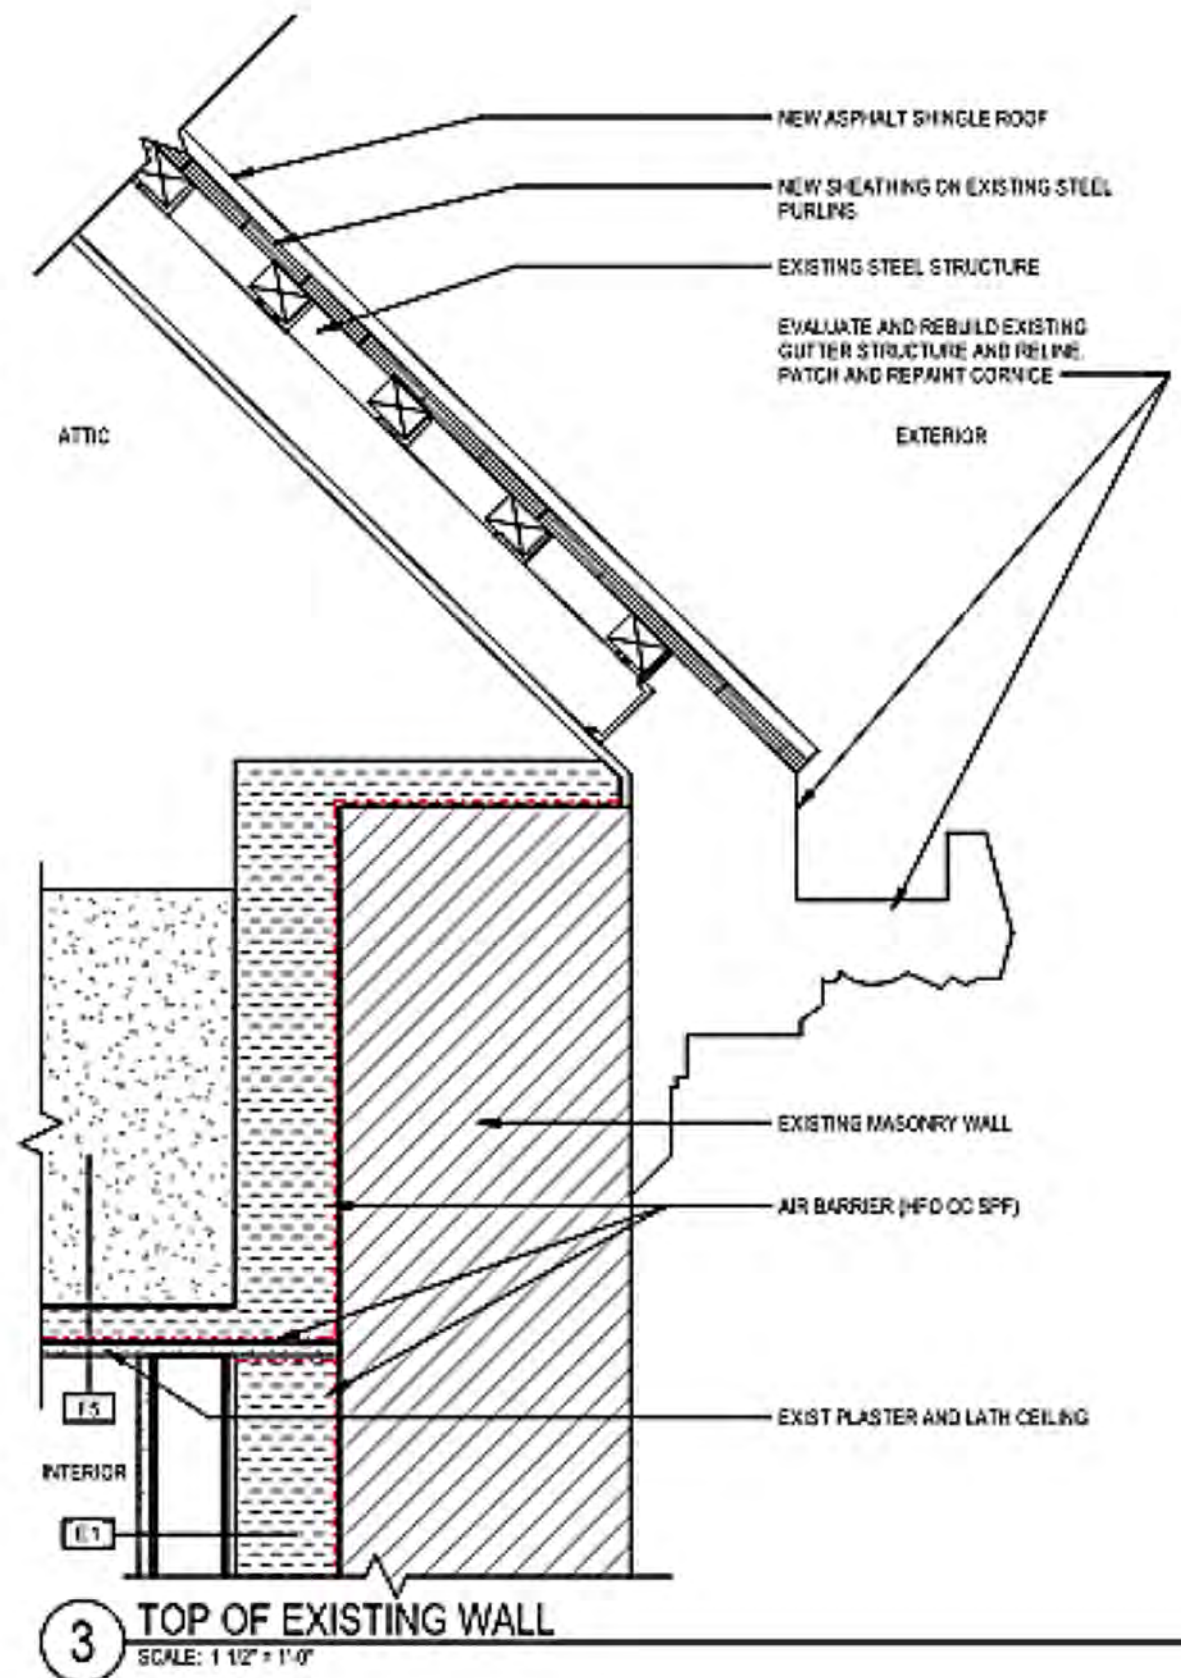 NEW ASPHALT SHINGLE ROOF
NEW SHEATHING ON EXISTING STEEL
PURLINS
EXISTING STEEL STRUCTURE
EVALUATE AND REBUILD EXISTING
GUTTER STRUCTURE AND RELINE.
PATCH AND REPAINT CORNICE
ATTIC
EXTERIOR
EXISTING MASONRY WALL
AIR BARRIER (HFO CC SPF)
EXIST PLASTER AND LATH CEILING
INTERIOR
3
TOP OF EXISTING WALL
SCALE: 1 1/2" = 1'-0"